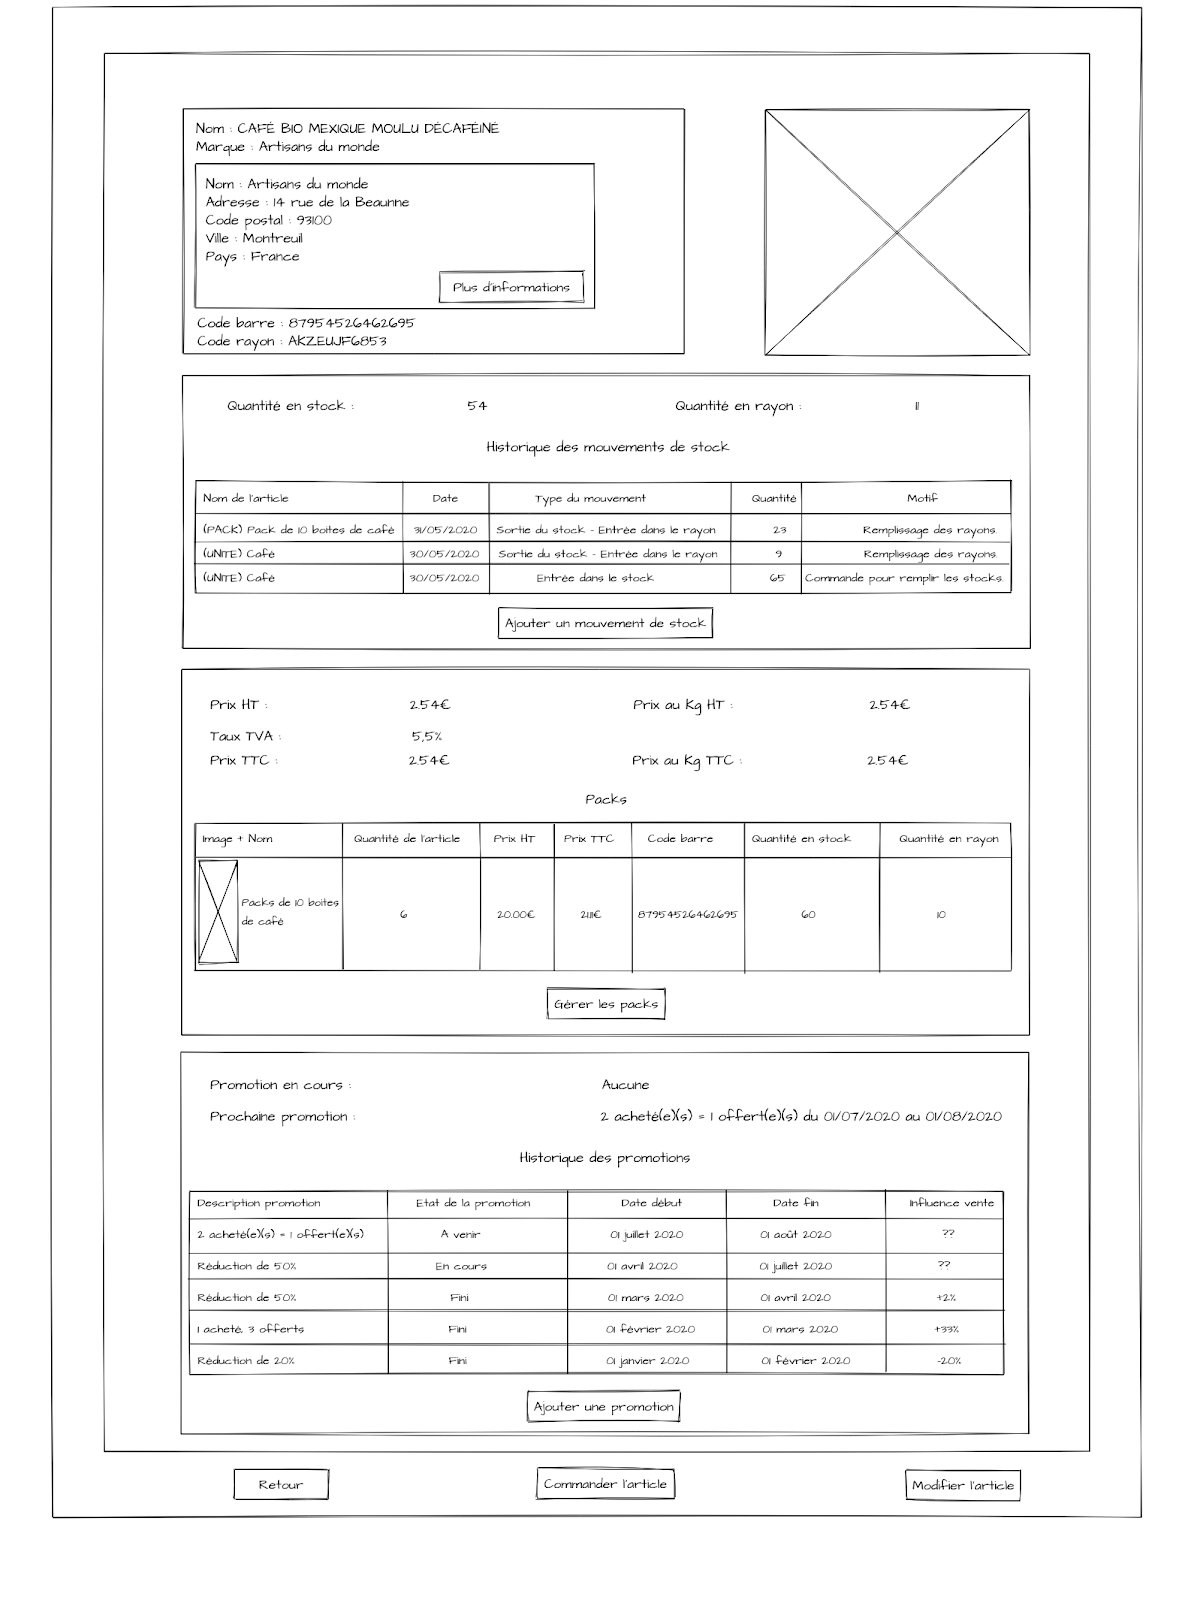 Nom : CAFÉ BIO MEXIQUE MOULU DÉCAFÉINÉ
Marque : Artisans du monde
Nom : Artisans du monde
Adresse : 14 rue de la Beaunne
Code postal : 93100
Ville : Montreuil
Pays : France
Plus d'informations
Code barre : 87954526462695
Code rayon : AKZEUJF6853
Quantité en stock : 54 Quantité en rayon : 11
Historique des mouvements de stock
Nom de l'article Date Type du mouvement Quantité Motif
(PACK) Pack de 10 boites de café 31/05/2020 Sortie du stock - Entrée dans le rayon 23 Remplissage des rayons.
(UNITE) Café 30/05/2020 Sortie du stock - Entrée dans le rayon 9 Remplissage des rayons.
(UNITE) Café 30/05/2020 Entrée dans le stock 65 Commande pour remplir les stocks.
Ajouter un mouvement de stock
Prix HT : 2.54€ Prix au Kg HT : 2.54€
Taux TVA : 5,5%
Prix TTC : 2.54€ Prix au Kg TTC : 2.54€
Packs
Image + Nom Quantité de l'article Prix HT Prix TTC Code barre Quantité en stock Quantité en rayon
Packs de 10 boites
de café 6 20.00€ 21.11€ 87954526462695 60 10
Gérer les packs
Promotion en cours : Aucune
Prochaine promotion : 2 acheté(e)(s) = 1 offert(e)(s) du 01/07/2020 au 01/08/2020
Historique des promotions
Description promotion Etat de la promotion Date début Date fin Influence vente
2 acheté(e)(s) = 1 offert(e)(s) A venir 01 juillet 2020 01 août 2020 ??
Réduction de 50% En cours 01 avril 2020 01 juillet 2020 ??
Réduction de 50% Fini 01 mars 2020 01 avril 2020 +2%
1 acheté, 3 offerts Fini 01 février 2020 01 mars 2020 +33%
Réduction de 20% Fini 01 janvier 2020 01 février 2020 -20%
Ajouter une promotion
Retour Commander l'article Modifier l'article